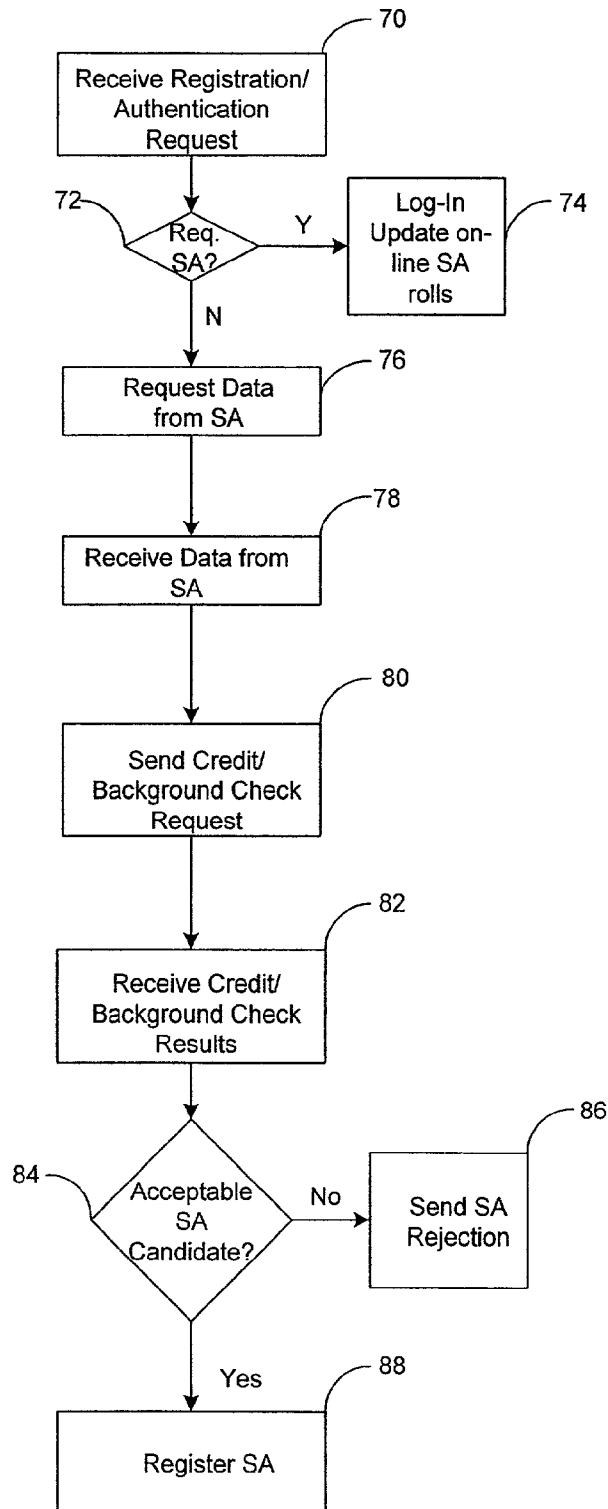 70
Receive Registration/
Authentication
Request
72
Req.
SA?
Y
Log-In
Update on-
line SA
rolls
74
N
76
Request Data
from SA
78
Receive Data from
SA
80
Send Credit/
Background Check
Request
82
Receive Credit/
Background Check
Results
84
Acceptable
SA
Candidate?
No
86
Send SA
Rejection
Yes
88
Register SA